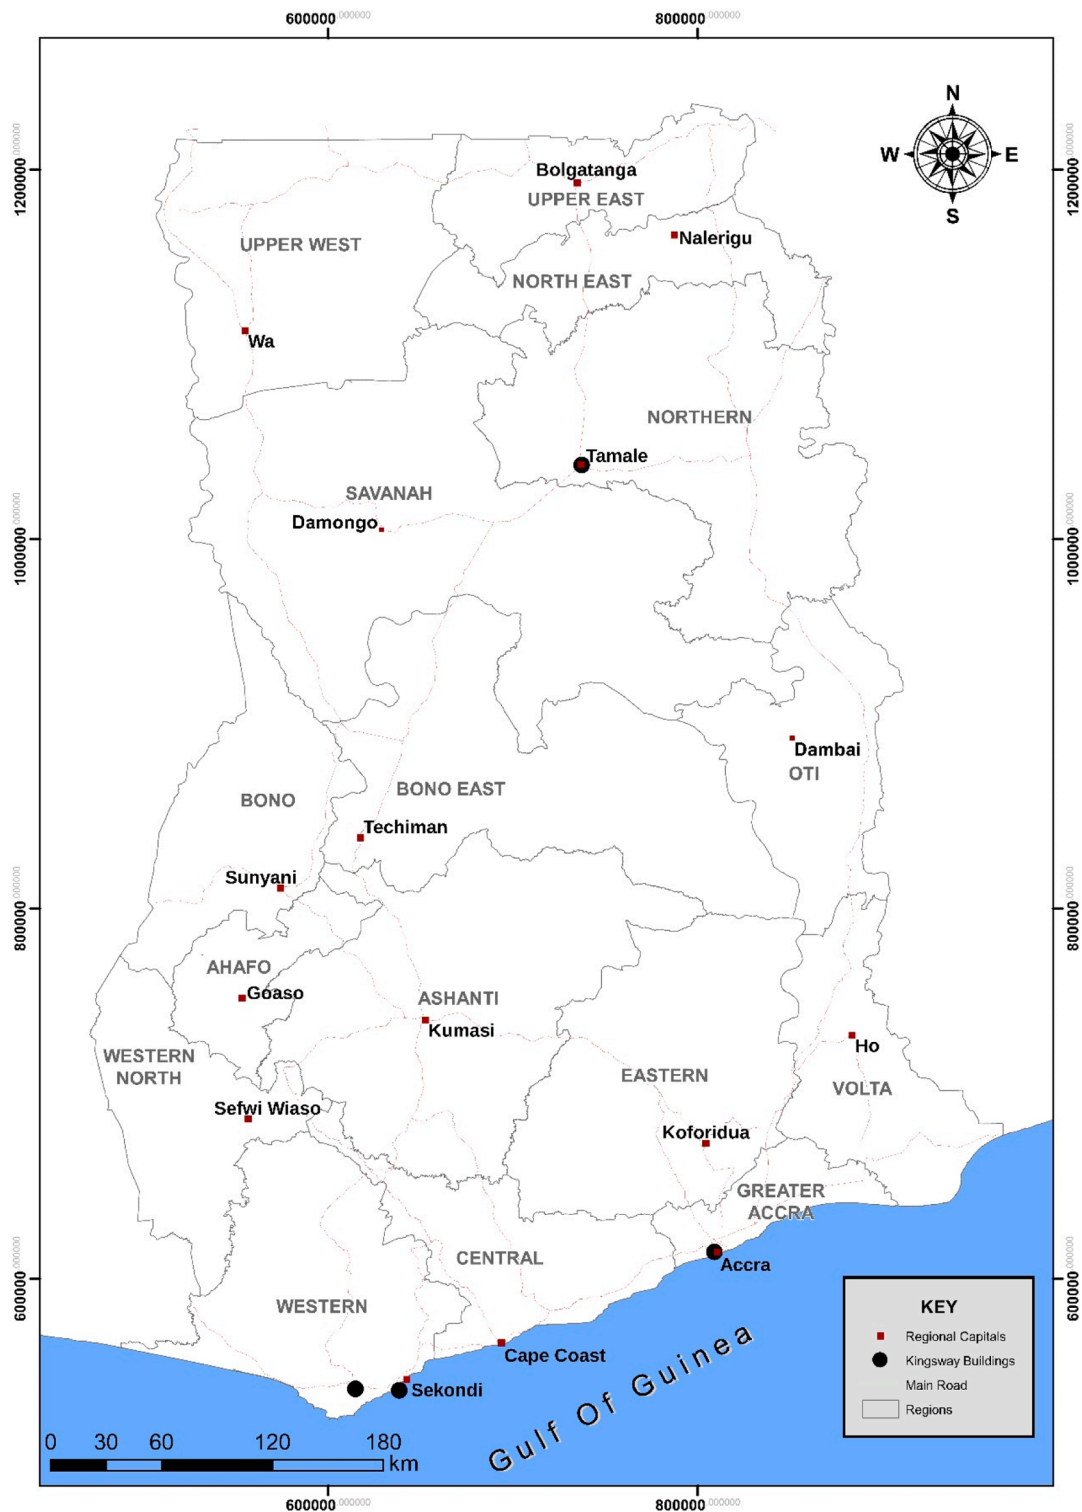 600000.000000 800000.000000
N
W E
S
1200000.000000 1200000.000000
Bolgatanga
UPPER EAST
Nalerigu
UPPER WEST
NORTH EAST
Wa
NORTHERN
Tamale
SAVANAH
Damongo
1000000.000000 1000000.000000
Dambai
OTI
BONO EAST
BONO
Techiman
Sunyani
800000.000000 800000.000000
AHAFO
Goaso
ASHANTI
Kumasi
Ho
WESTERN
NORTH
EASTERN
VOLTA
Sefwi Wiaso
Koforidua
GREATER
ACCRA
CENTRAL
Accra
600000.000000 600000.000000
WESTERN
Cape Coast
Sekondi
Gulf Of Guinea
KEY
Regional Capitals
Kingsway Buildings
Main Road
Regions
0 30 60 120 180
km
600000.000000 800000.000000